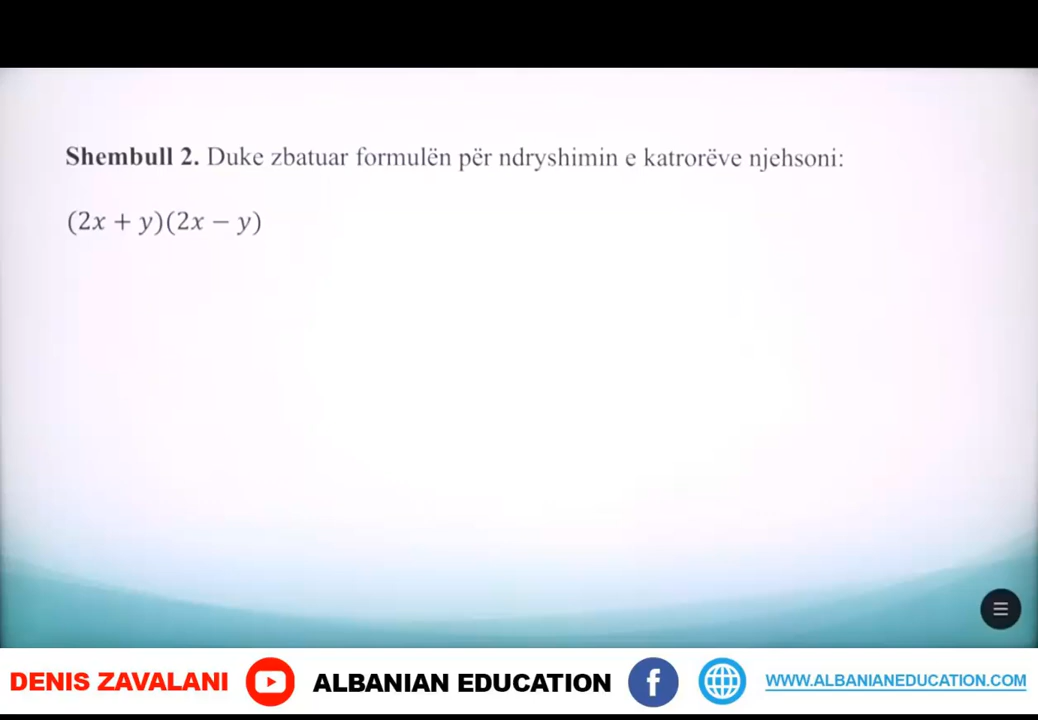 Shembull 2. Duke zbatuar formulën për ndryshimin e katrorëve njehsoni:
(2x + y)(2x − y)
DENIS ZAVALANI
ALBANIAN EDUCATION
f
WWW.ALBANIANEDUCATION.COM